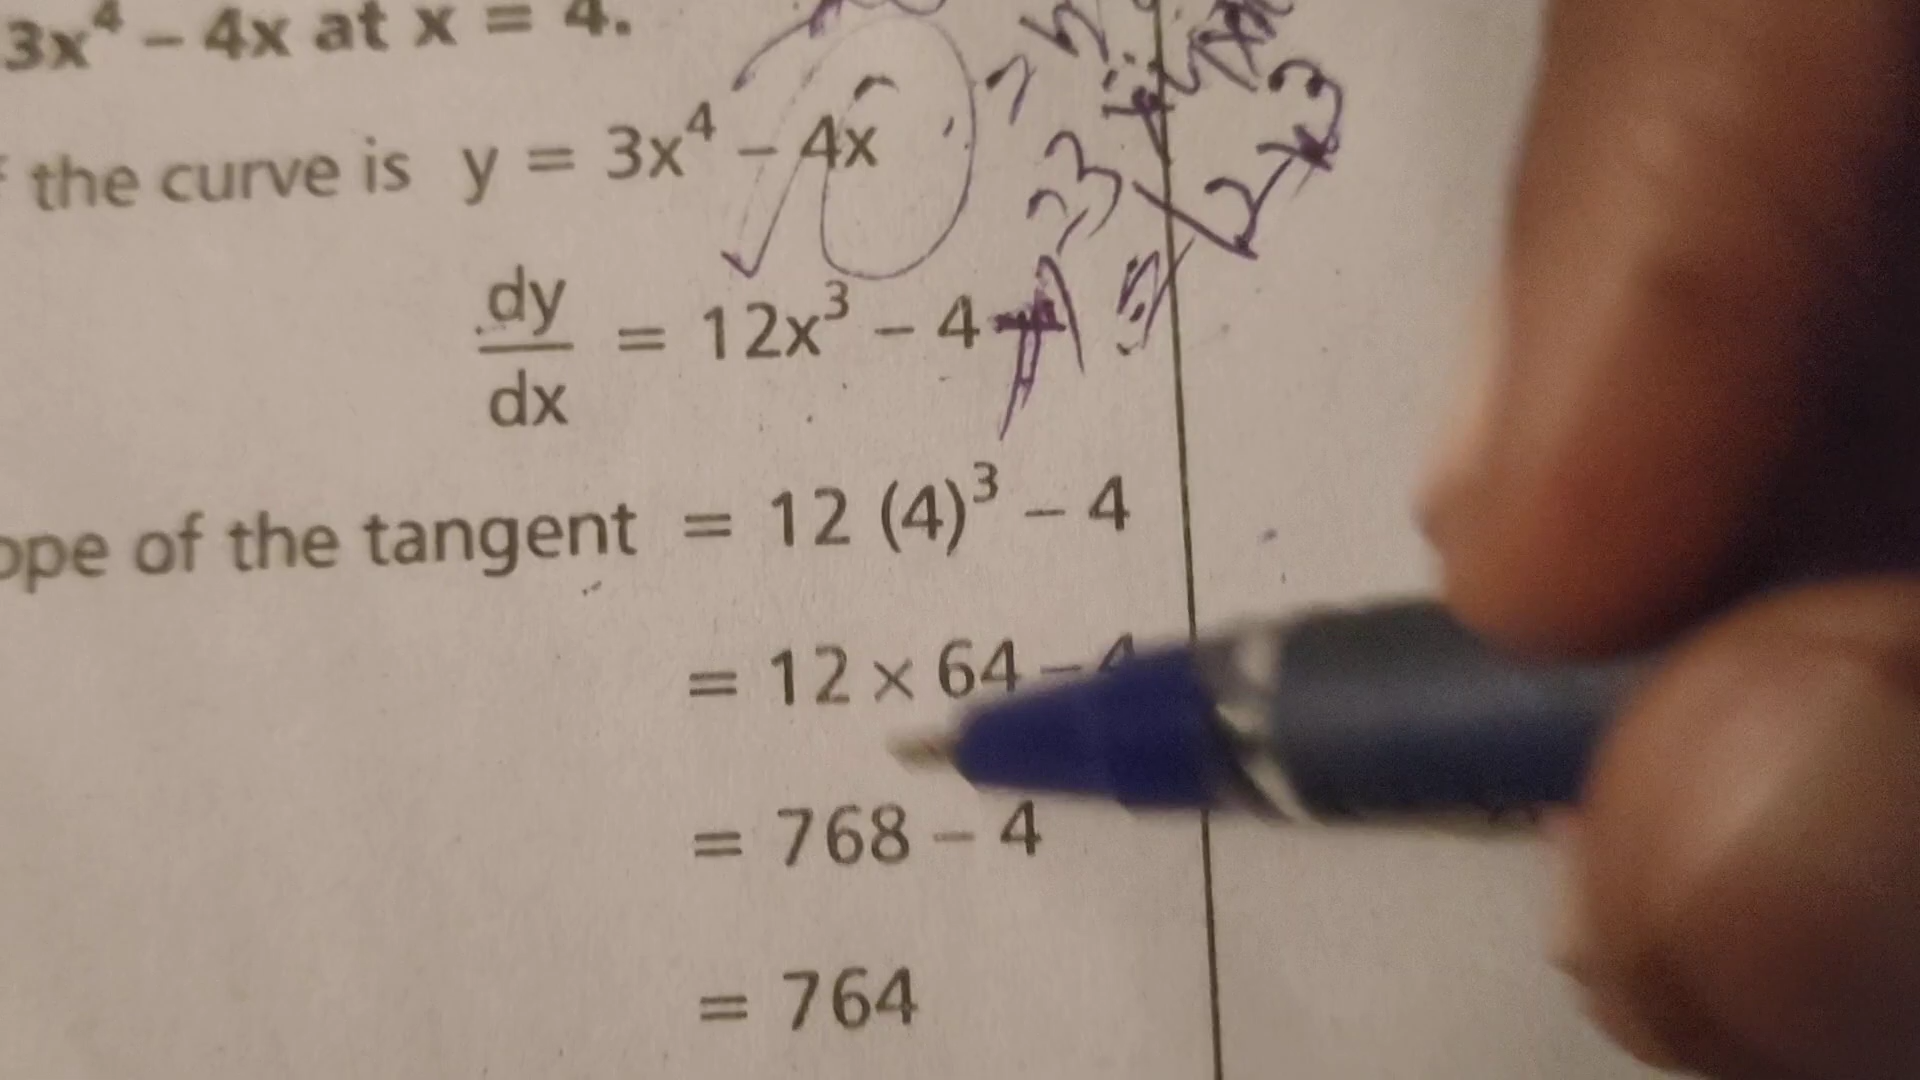 3x⁴ – 4x at x = 4.
the curve is y = 3x⁴ – 4x
dy/dx = 12x³ – 4
ope of the tangent = 12 (4)³ – 4
= 12 × 64 – 4
= 768 – 4
= 764